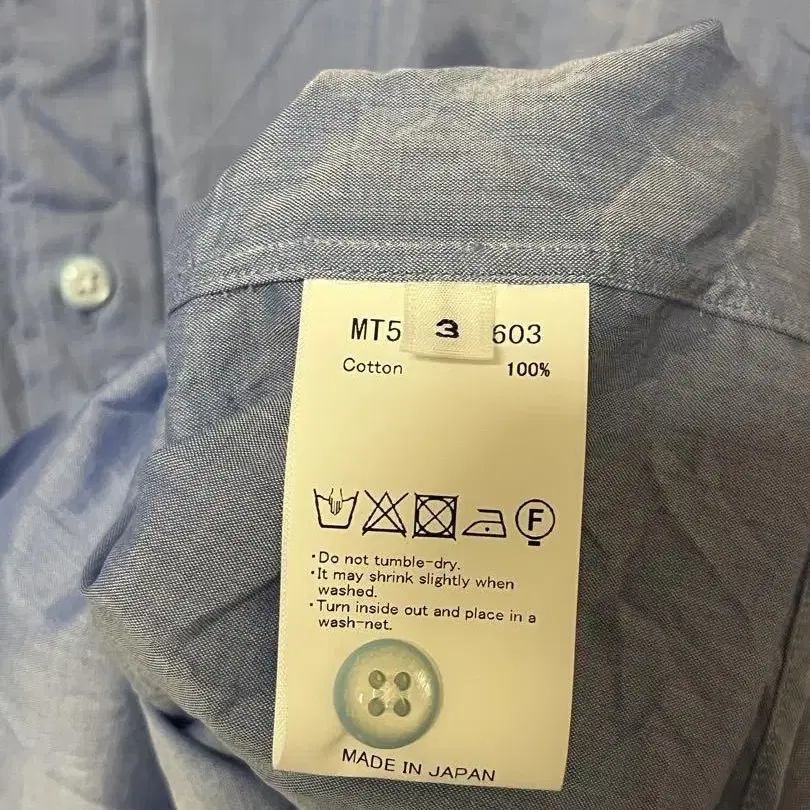 MT5 3 603
Cotton 100%
F
·Do not tumble-dry.
·It may shrink slightly when
washed.
·Turn inside out and place in a
wash-net.
MADE IN JAPAN